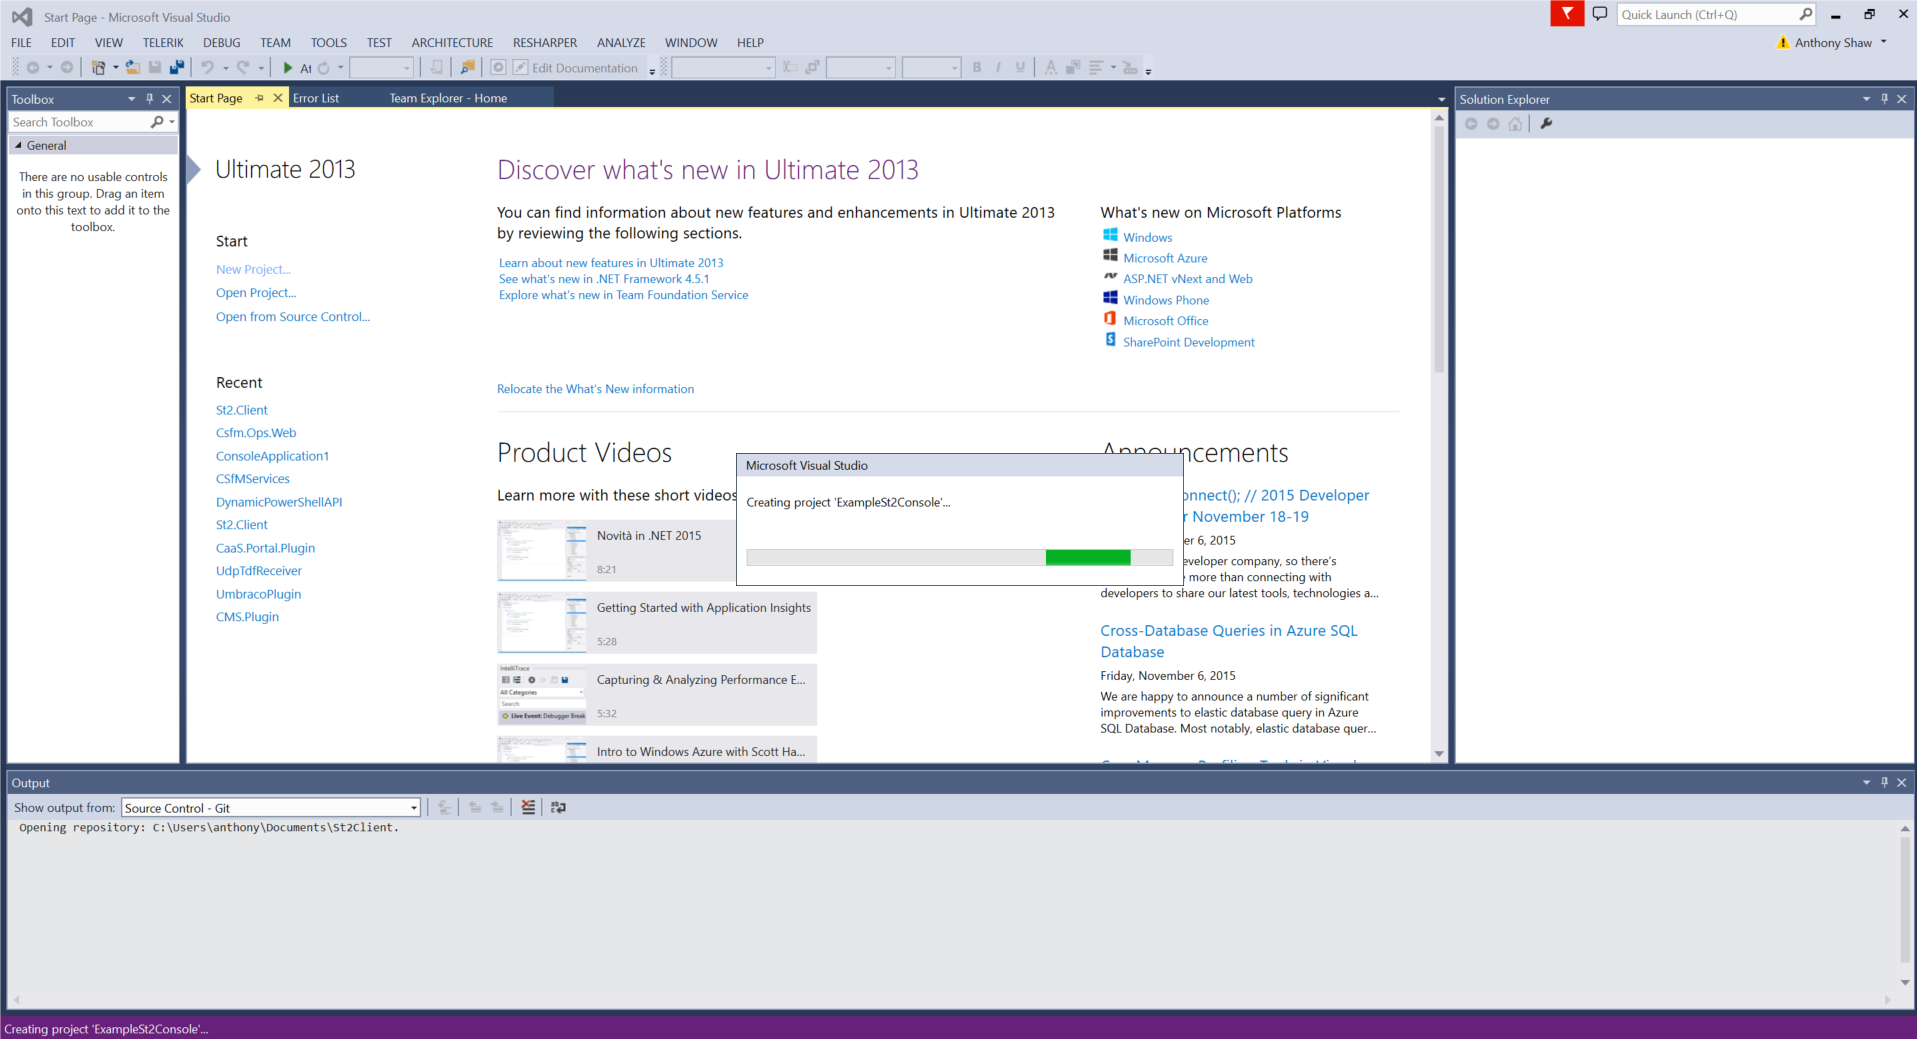 Start Page - Microsoft Visual Studio
Quick Launch (Ctrl+Q)
FILE EDIT VIEW TELERIK DEBUG TEAM TOOLS TEST ARCHITECTURE RESHARPER ANALYZE WINDOW HELP
Anthony Shaw
Edit Documentation
Toolbox
Search Toolbox
General
There are no usable controls
in this group. Drag an item
onto this text to add it to the
toolbox.
Start Page
Error List
Team Explorer - Home
Ultimate 2013
Start
New Project...
Open Project...
Open from Source Control...
Recent
St2.Client
Csfm.Ops.Web
ConsoleApplication1
CSfMServices
DynamicPowerShellAPI
St2.Client
CaaS.Portal.Plugin
UdpTdfReceiver
UmbracoPlugin
CMS.Plugin
Discover what's new in Ultimate 2013
You can find information about new features and enhancements in Ultimate 2013
by reviewing the following sections.
Learn about new features in Ultimate 2013
See what's new in .NET Framework 4.5.1
Explore what's new in Team Foundation Service
Relocate the What's New information
What's new on Microsoft Platforms
Windows
Microsoft Azure
ASP.NET vNext and Web
Windows Phone
Microsoft Office
SharePoint Development
Product Videos
Learn more with these short videos
Novità in .NET 2015
8:21
Getting Started with Application Insights
5:28
IntelliTrace
All Categories
Search
Live Event: Debugger Break
Capturing & Analyzing Performance E...
5:32
Intro to Windows Azure with Scott Ha...
Microsoft Visual Studio
Creating project 'ExampleSt2Console'...
Announcements
onnect(); // 2015 Developer
r November 18-19
er 6, 2015
eveloper company, so there's
more than connecting with
developers to share our latest tools, technologies a...
Cross-Database Queries in Azure SQL
Database
Friday, November 6, 2015
We are happy to announce a number of significant
improvements to elastic database query in Azure
SQL Database. Most notably, elastic database quer...
Solution Explorer
Output
Show output from: Source Control - Git
Opening repository: C:\Users\anthony\Documents\St2Client.
Creating project 'ExampleSt2Console'...